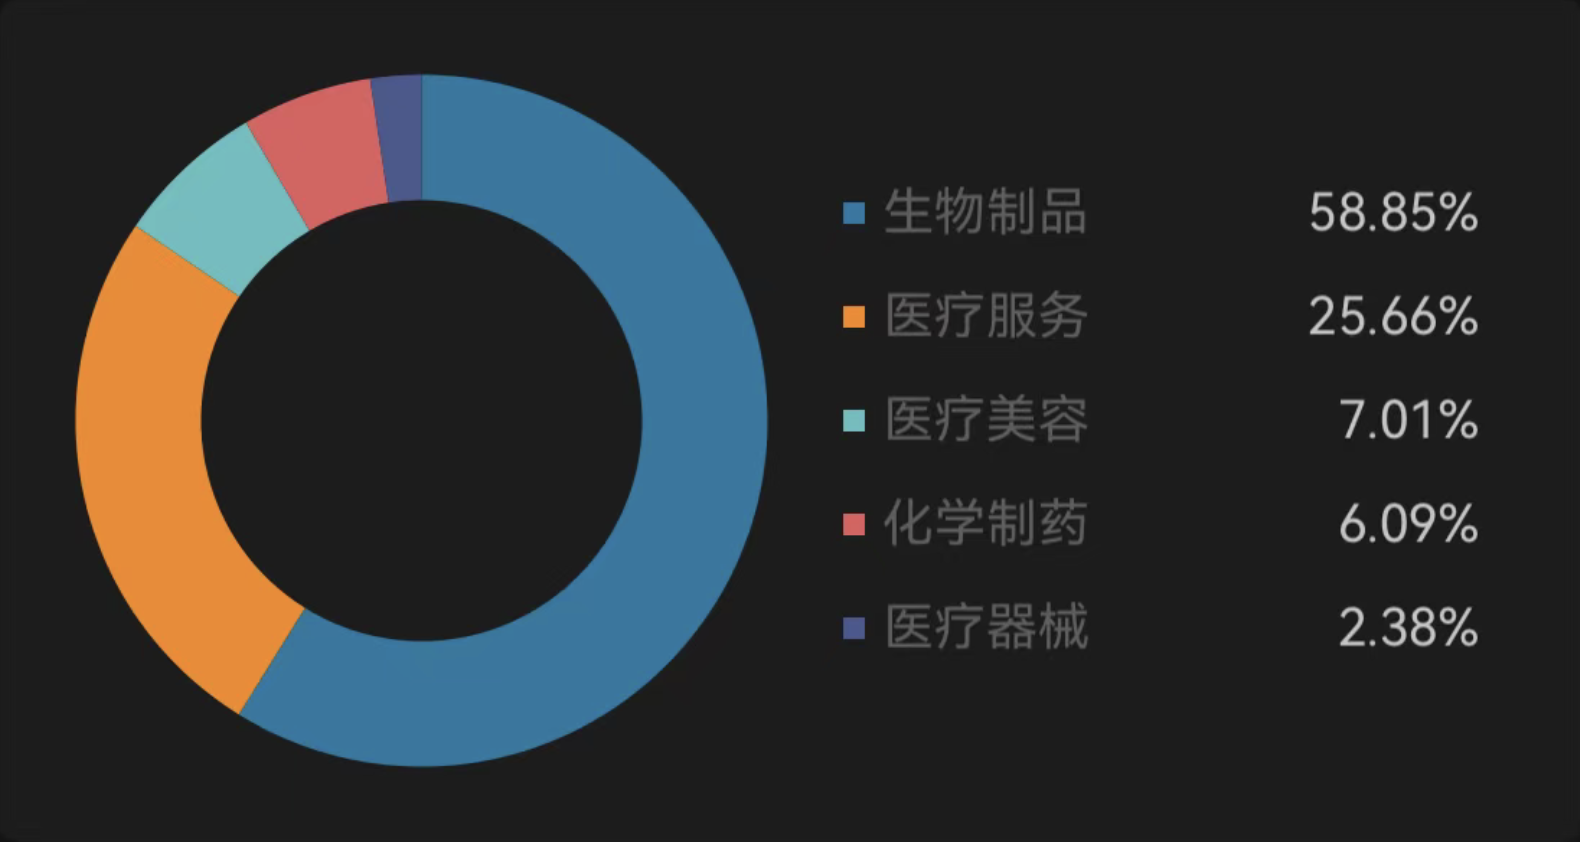 生物制品 58.85%
医疗服务 25.66%
医疗美容 7.01%
化学制药 6.09%
医疗器械 2.38%